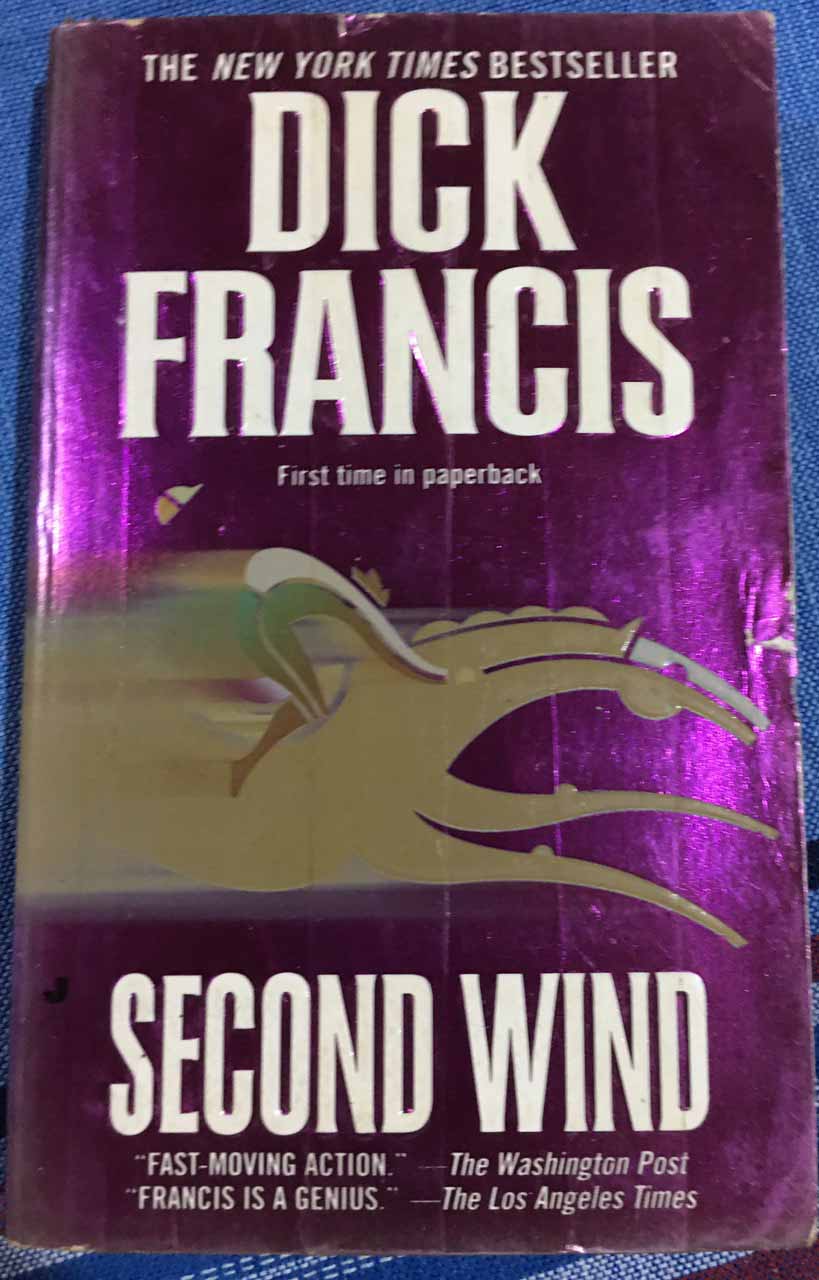 THE NEW YORK TIMES BESTSELLER
DICK
FRANCIS
First time in paperback
J
SECOND WIND
"FAST-MOVING ACTION." —The Washington Post
"FRANCIS IS A GENIUS." —The Los Angeles Times